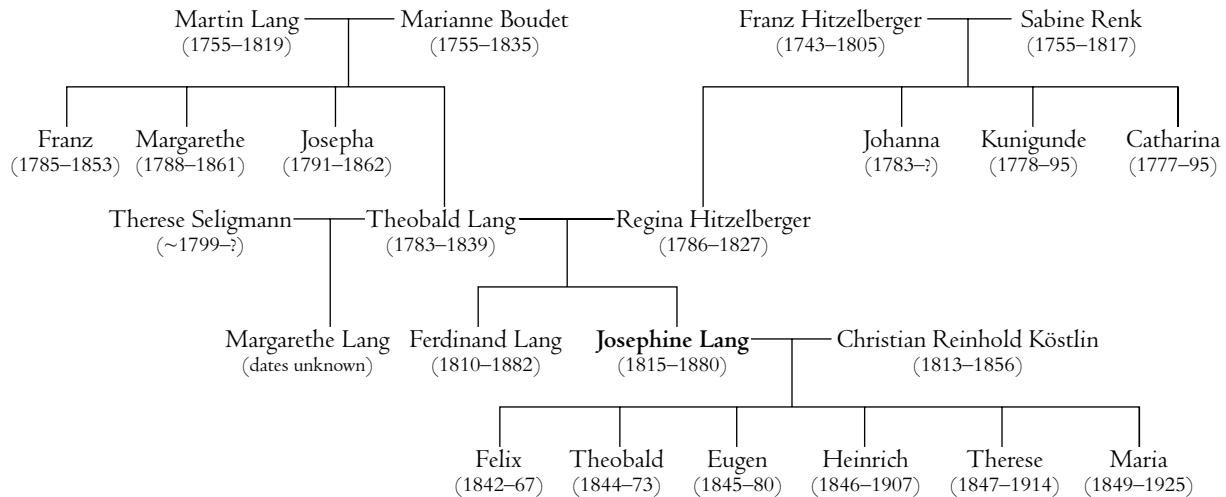 Martin Lang Marianne Boudet Franz Hitzelberger Sabine Renk
(1755–1819) (1755–1835) (1743–1805) (1755–1817)
Franz Margarethe Josepha Johanna Kunigunde Catharina
(1785–1853) (1788–1861) (1791–1862) (1783–?) (1778–95) (1777–95)
Therese Seligmann Theobald Lang Regina Hitzelberger
(~1799–?) (1783–1839) (1786–1827)
Margarethe Lang Ferdinand Lang Josephine Lang Christian Reinhold Köstlin
(dates unknown) (1810–1882) (1815–1880) (1813–1856)
Felix Theobald Eugen Heinrich Therese Maria
(1842–67) (1844–73) (1845–80) (1846–1907) (1847–1914) (1849–1925)